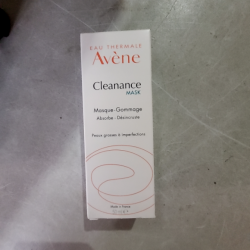 EAU THERMALE
Avène
Cleanance
MASK
Masque-Gommage
Absorbe - Désincruste
Peaux grasses à imperfections